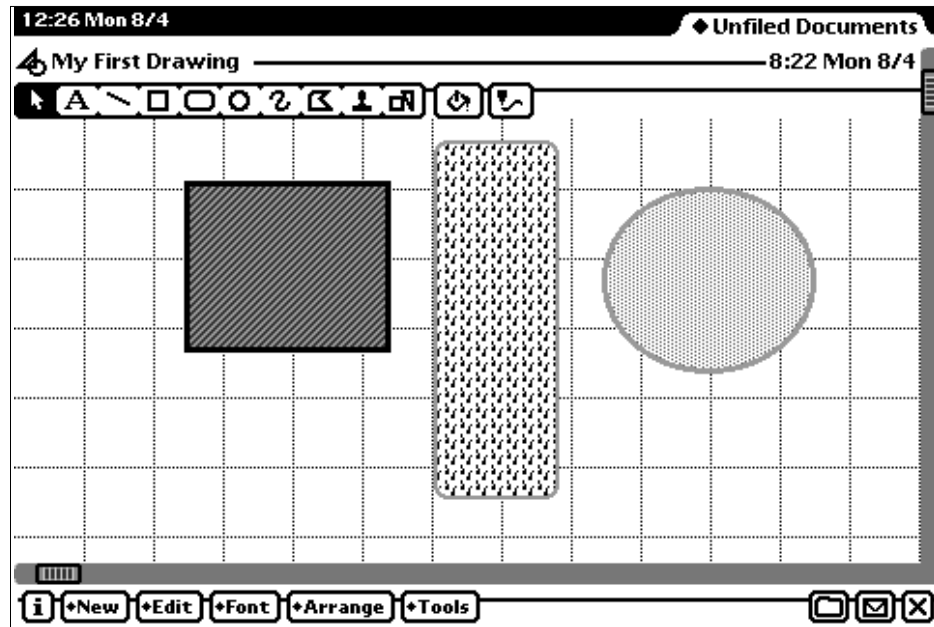 12:26 Mon 8/4 ◆ Unfiled Documents
My First Drawing 8:22 Mon 8/4
A
i ◆New ◆Edit ◆Font ◆Arrange ◆Tools X